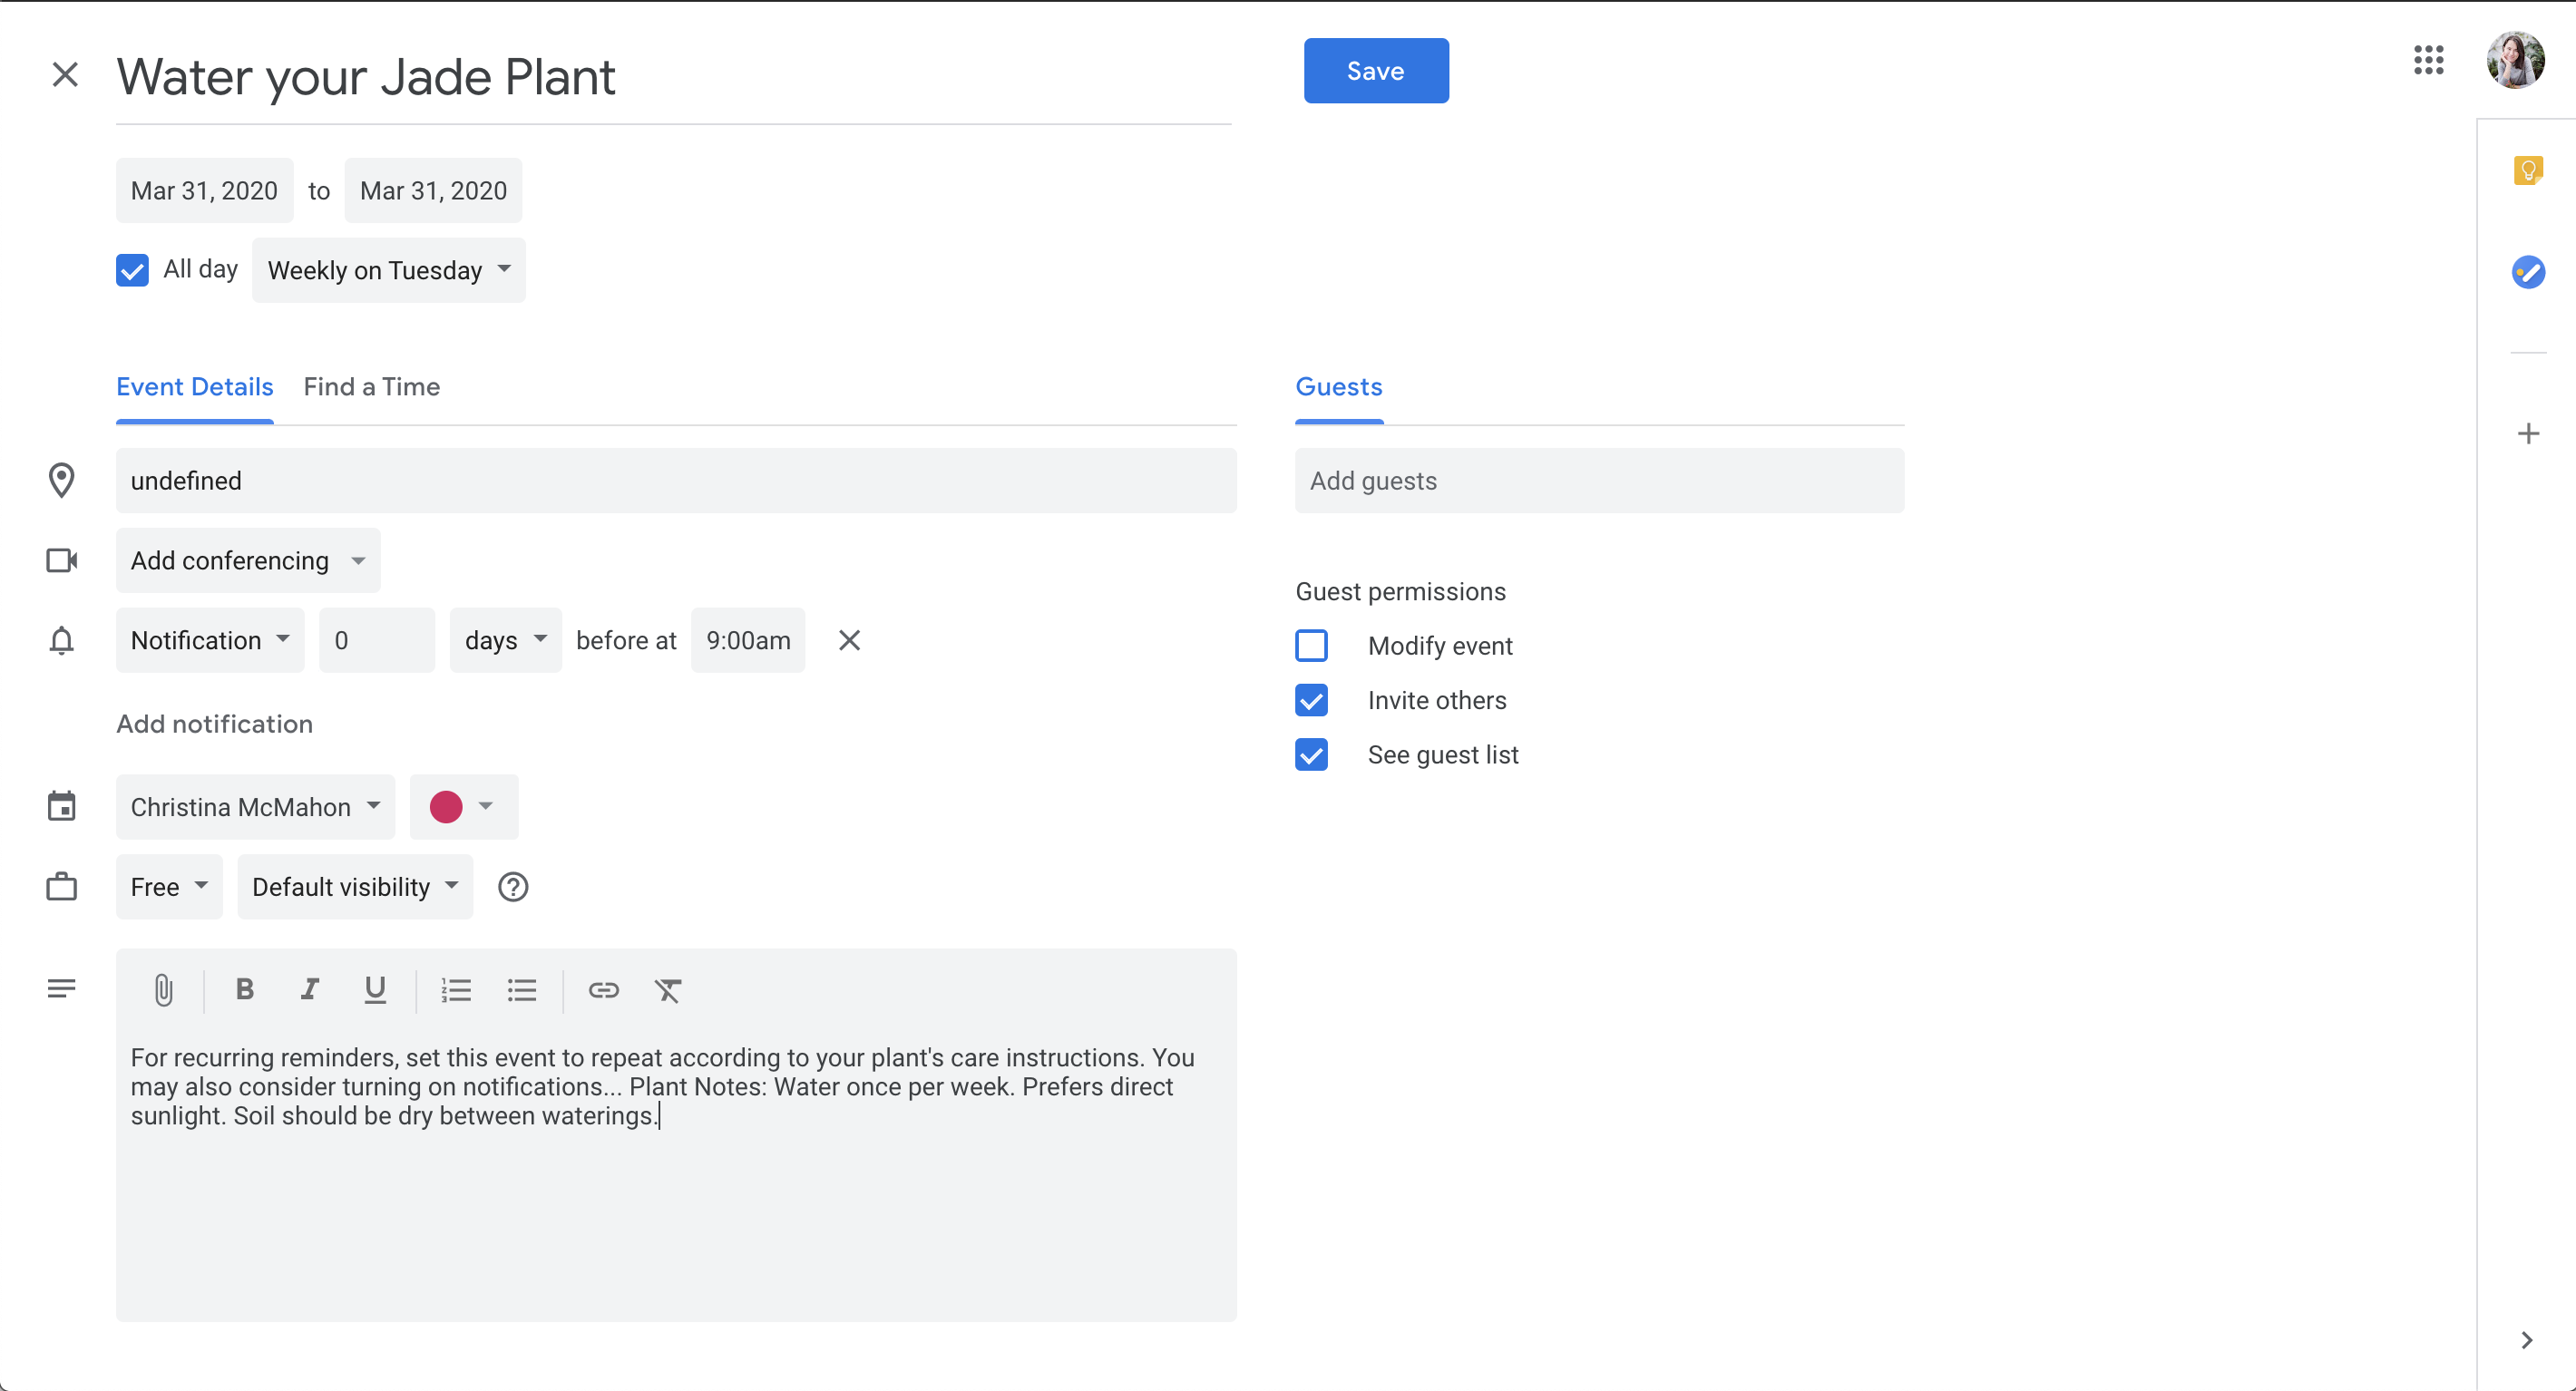 Water your Jade Plant
Save
Mar 31, 2020 to Mar 31, 2020
All day Weekly on Tuesday
Event Details Find a Time
Guests
undefined
Add guests
Add conferencing
Notification 0 days before at 9:00am
Add notification
Guest permissions
Modify event
Invite others
See guest list
Christina McMahon
Free Default visibility
B I U
For recurring reminders, set this event to repeat according to your plant's care instructions. You
may also consider turning on notifications... Plant Notes: Water once per week. Prefers direct
sunlight. Soil should be dry between waterings.